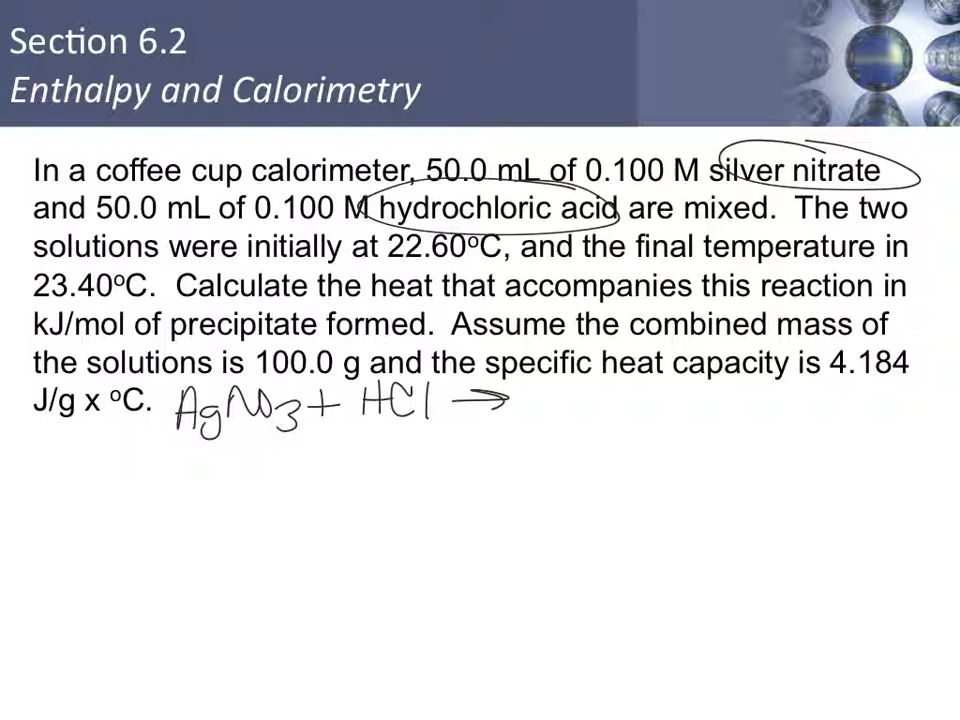 Section 6.2
Enthalpy and Calorimetry
In a coffee cup calorimeter, 50.0 mL of 0.100 M silver nitrate
and 50.0 mL of 0.100 M hydrochloric acid are mixed.  The two
solutions were initially at 22.60°C, and the final temperature in
23.40°C.  Calculate the heat that accompanies this reaction in
kJ/mol of precipitate formed.  Assume the combined mass of
the solutions is 100.0 g and the specific heat capacity is 4.184
J/g x °C. AgNO3 + HCl →